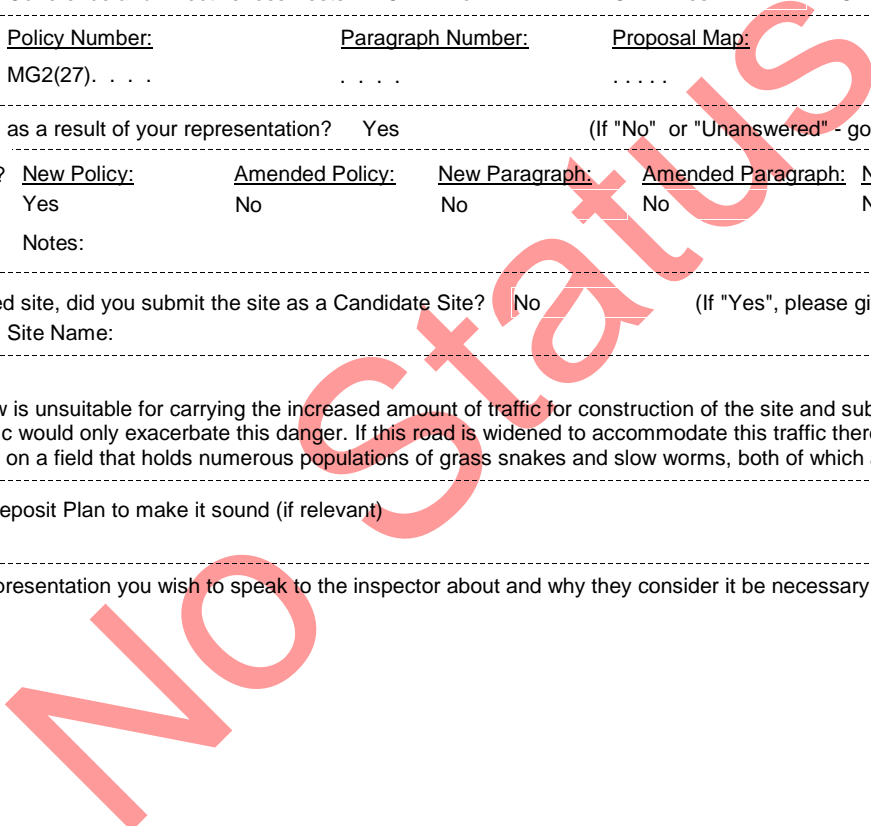 Policy Number: Paragraph Number: Proposal Map:
MG2(27). . . . . . . . . . . . .
as a result of your representation? Yes (If "No" or "Unanswered" - go
? New Policy: Amended Policy: New Paragraph: Amended Paragraph:
Yes No No No
Notes:
ed site, did you submit the site as a Candidate Site? No (If "Yes", please gi
Site Name:
w is unsuitable for carrying the increased amount of traffic for construction of the site and sub
c would only exacerbate this danger. If this road is widened to accommodate this traffic there
on a field that holds numerous populations of grass snakes and slow worms, both of which a
eposit Plan to make it sound (if relevant)
presentation you wish to speak to the inspector about and why they consider it be necessary
No Status